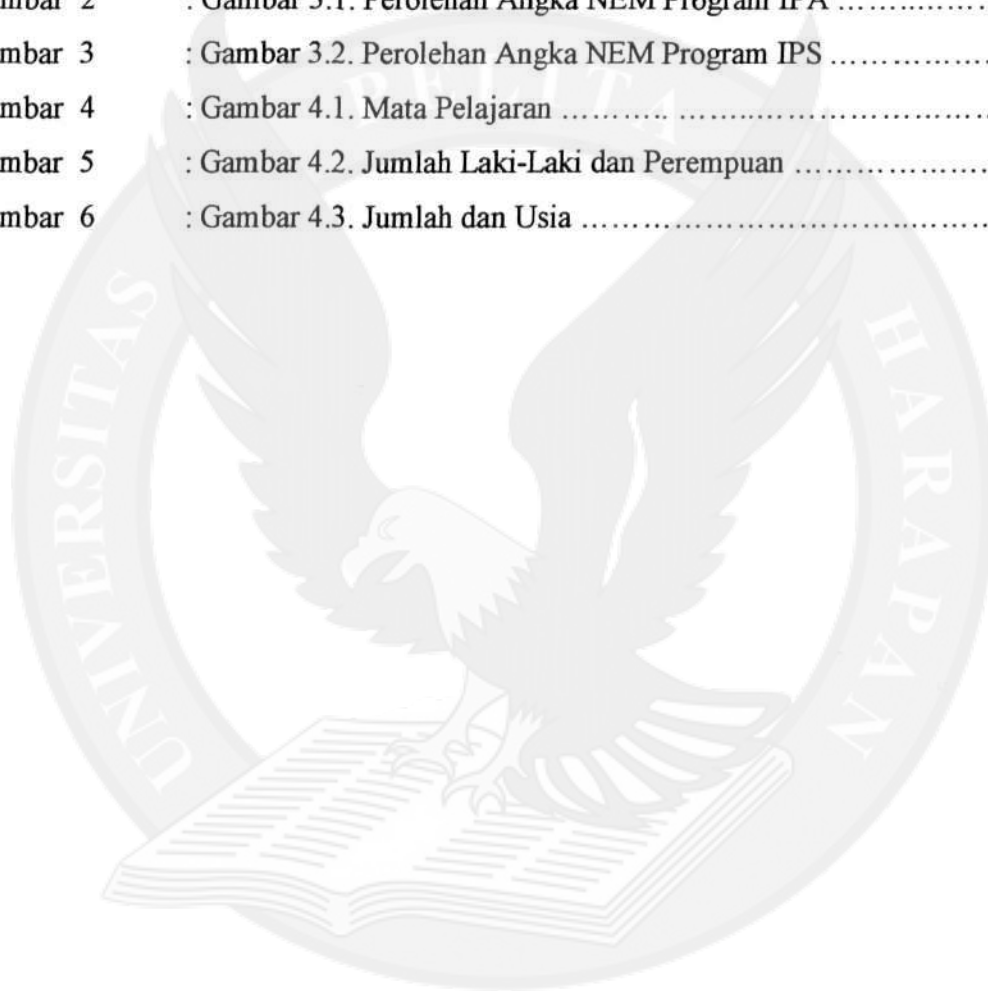 mbar 2 : Gambar 3.1. Perolehan Angka NEM Program IPA ....................
mbar 3 : Gambar 3.2. Perolehan Angka NEM Program IPS ....................
mbar 4 : Gambar 4.1. Mata Pelajaran ........... ....................................
mbar 5 : Gambar 4.2. Jumlah Laki-Laki dan Perempuan ....................
mbar 6 : Gambar 4.3. Jumlah dan Usia .............................................
UNIVERSITAS PELITA HARAPAN